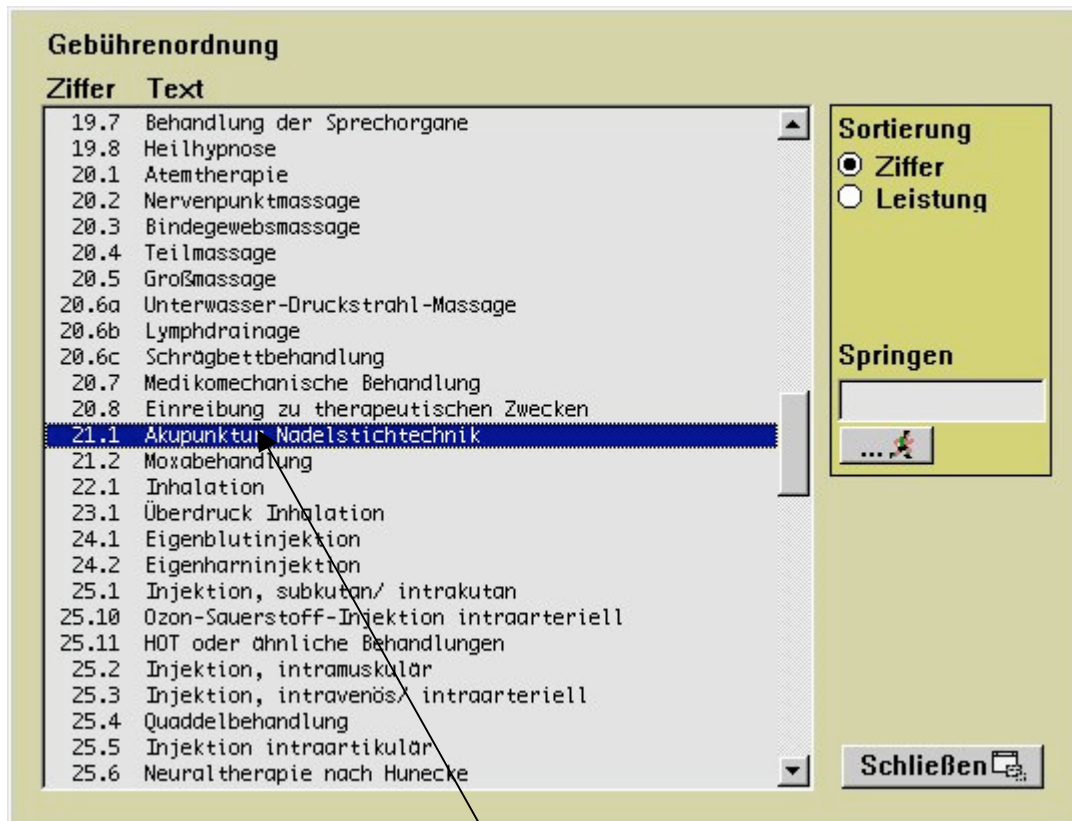 Gebührenordnung
Ziffer Text
19.7 Behandlung der Sprechorgane
19.8 Heilhypnose
20.1 Atemtherapie
20.2 Nervenpunktmassage
20.3 Bindegewebsmassage
20.4 Teilmassage
20.5 Großmassage
20.6a Unterwasser-Druckstrahl-Massage
20.6b Lymphdrainage
20.6c Schrägbettbehandlung
20.7 Medikomechanische Behandlung
20.8 Einreibung zu therapeutischen Zwecken
21.1 Akupunktur Nadelstichtechnik
21.2 Moxabehandlung
22.1 Inhalation
23.1 Überdruck Inhalation
24.1 Eigenblutinjektion
24.2 Eigenharninjektion
25.1 Injektion, subkutan/ intrakutan
25.10 Ozon-Sauerstoff-Injektion intraarteriell
25.11 HOT oder ähnliche Behandlungen
25.2 Injektion, intramuskulär
25.3 Injektion, intravenös/ intraarteriell
25.4 Quaddelbehandlung
25.5 Injektion intraartikulär
25.6 Neuraltherapie nach Hunecke
Sortierung
Ziffer
Leistung
Springen
...
Schließen